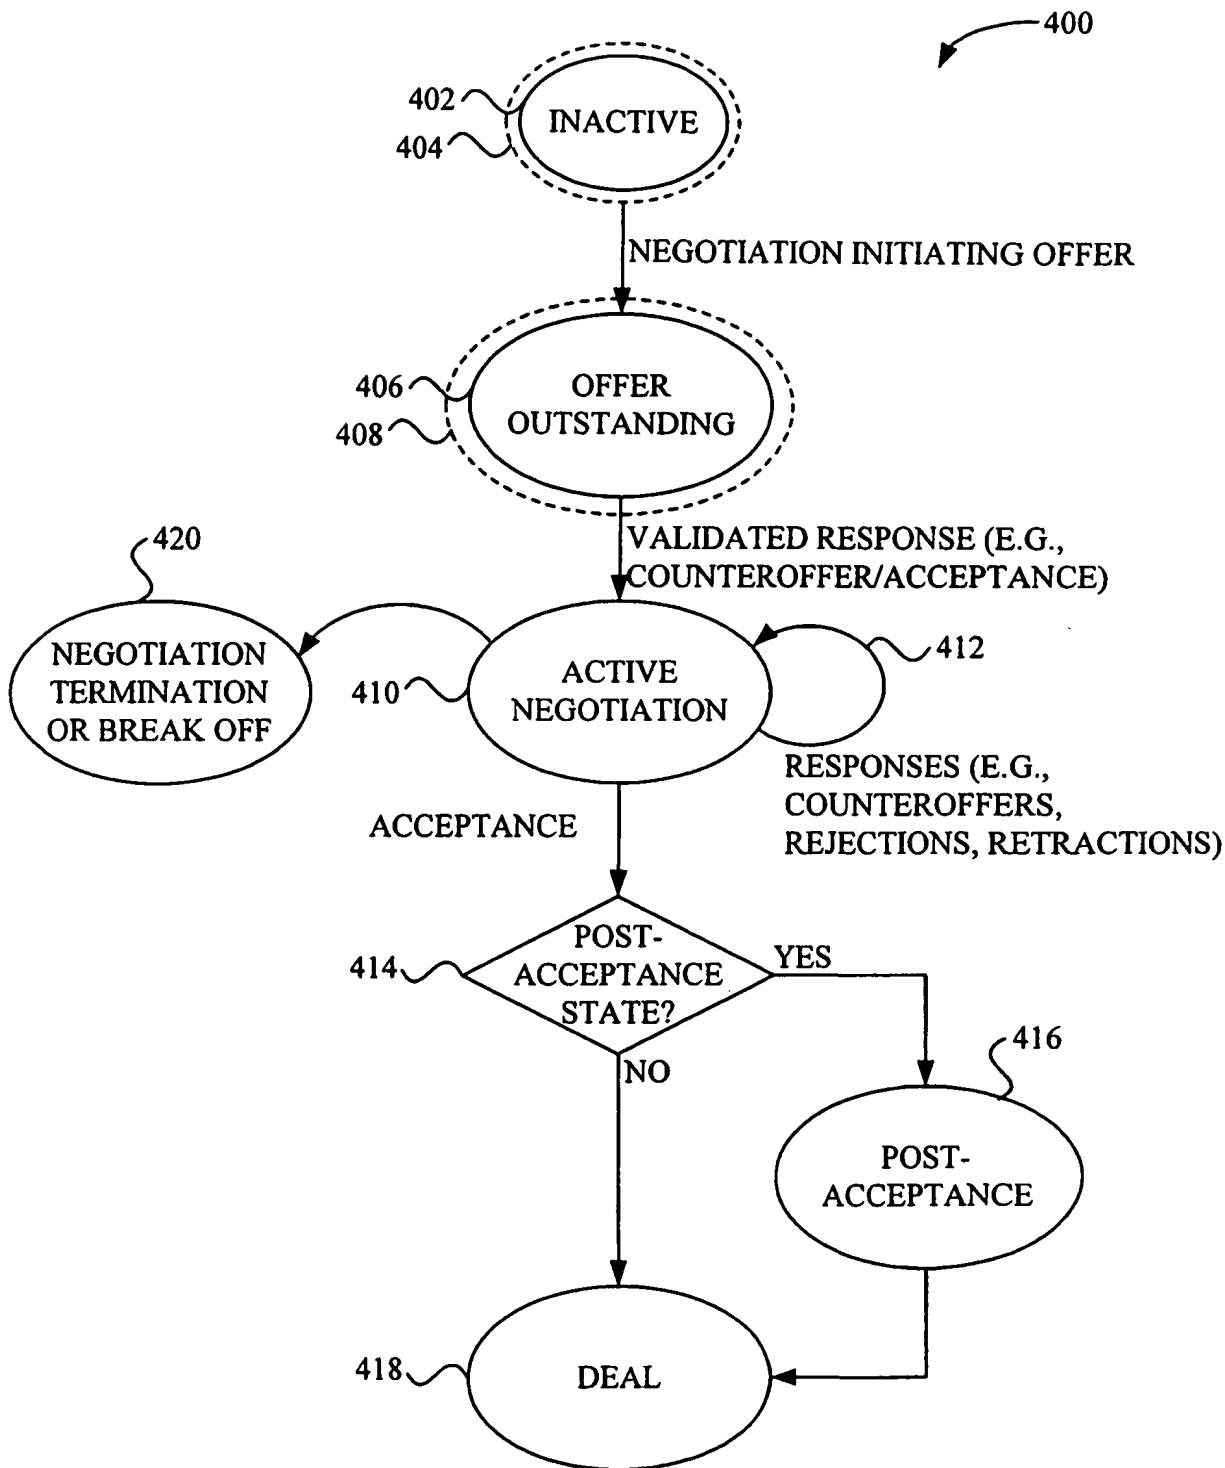 400
402
INACTIVE
404
NEGOTIATION INITIATING OFFER
406
OFFER
OUTSTANDING
408
VALIDATED RESPONSE (E.G.,
COUNTEROFFER/ACCEPTANCE)
420
NEGOTIATION
TERMINATION
OR BREAK OFF
410
ACTIVE
NEGOTIATION
412
RESPONSES (E.G.,
COUNTEROFFERS,
REJECTIONS, RETRACTIONS)
ACCEPTANCE
414
POST-
ACCEPTANCE
STATE?
YES
NO
416
POST-
ACCEPTANCE
418
DEAL